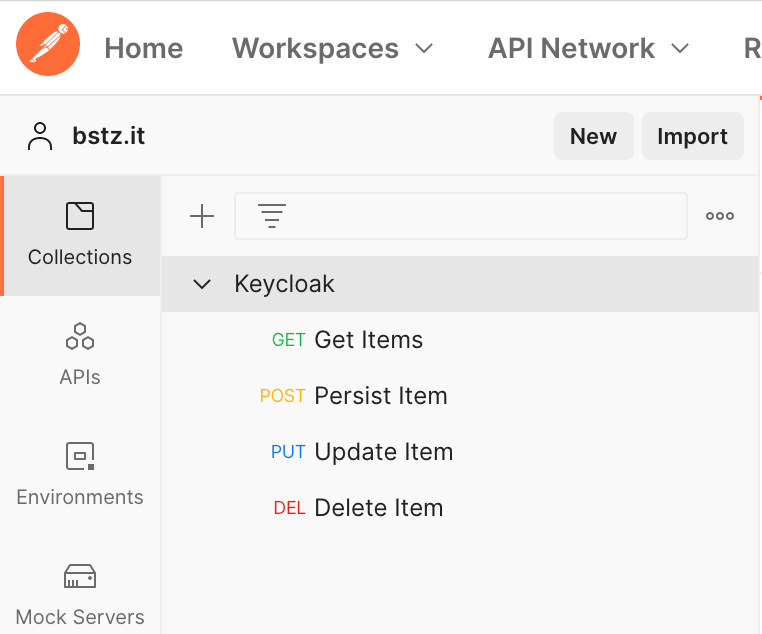 Home Workspaces API Network R
bstz.it New Import
Collections
Keycloak
GET Get Items
APIs
POST Persist Item
PUT Update Item
Environments
DEL Delete Item
Mock Servers